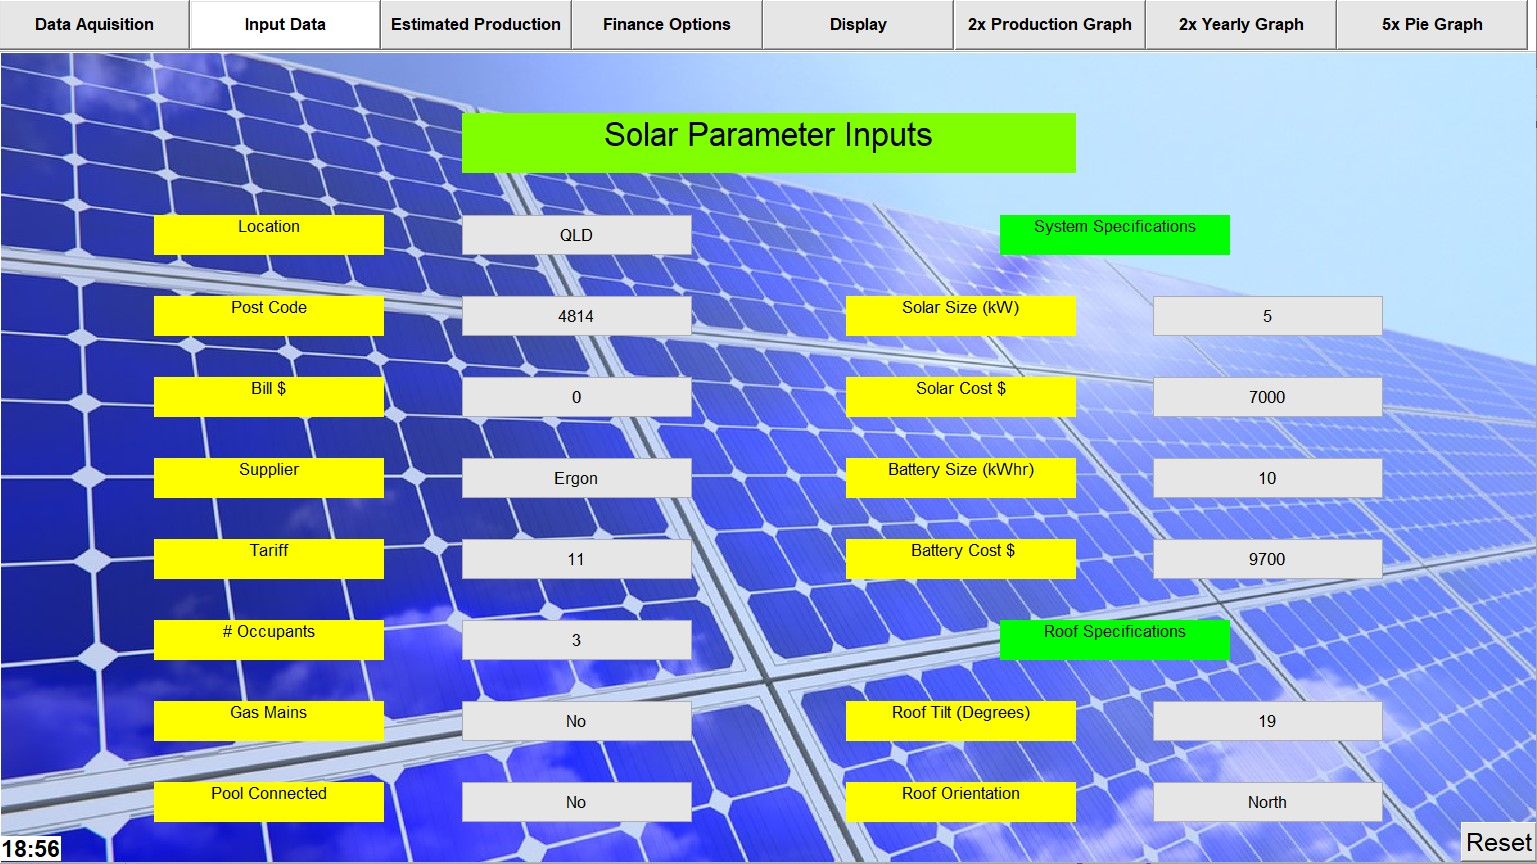 Data Aquisition
Input Data
Estimated Production
Finance Options
Display
2x Production Graph
2x Yearly Graph
5x Pie Graph
Solar Parameter Inputs
Location
QLD
System Specifications
Post Code
4814
Solar Size (kW)
5
Bill $
0
Solar Cost $
7000
Supplier
Ergon
Battery Size (kWhr)
10
Tariff
11
Battery Cost $
9700
# Occupants
3
Roof Specifications
Gas Mains
No
Roof Tilt (Degrees)
19
Pool Connected
No
Roof Orientation
North
18:56
Reset